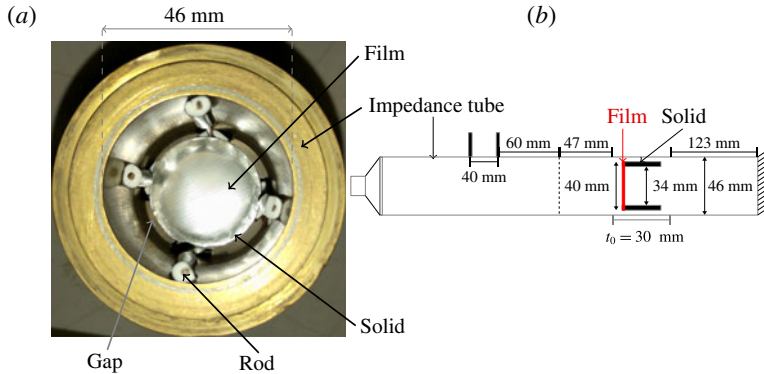 (a)
46 mm
Film
Impedance tube
Solid
Rod
Gap
(b)
Film
Solid
60 mm
47 mm
123 mm
40 mm
40 mm
34 mm
46 mm
t₀ = 30 mm